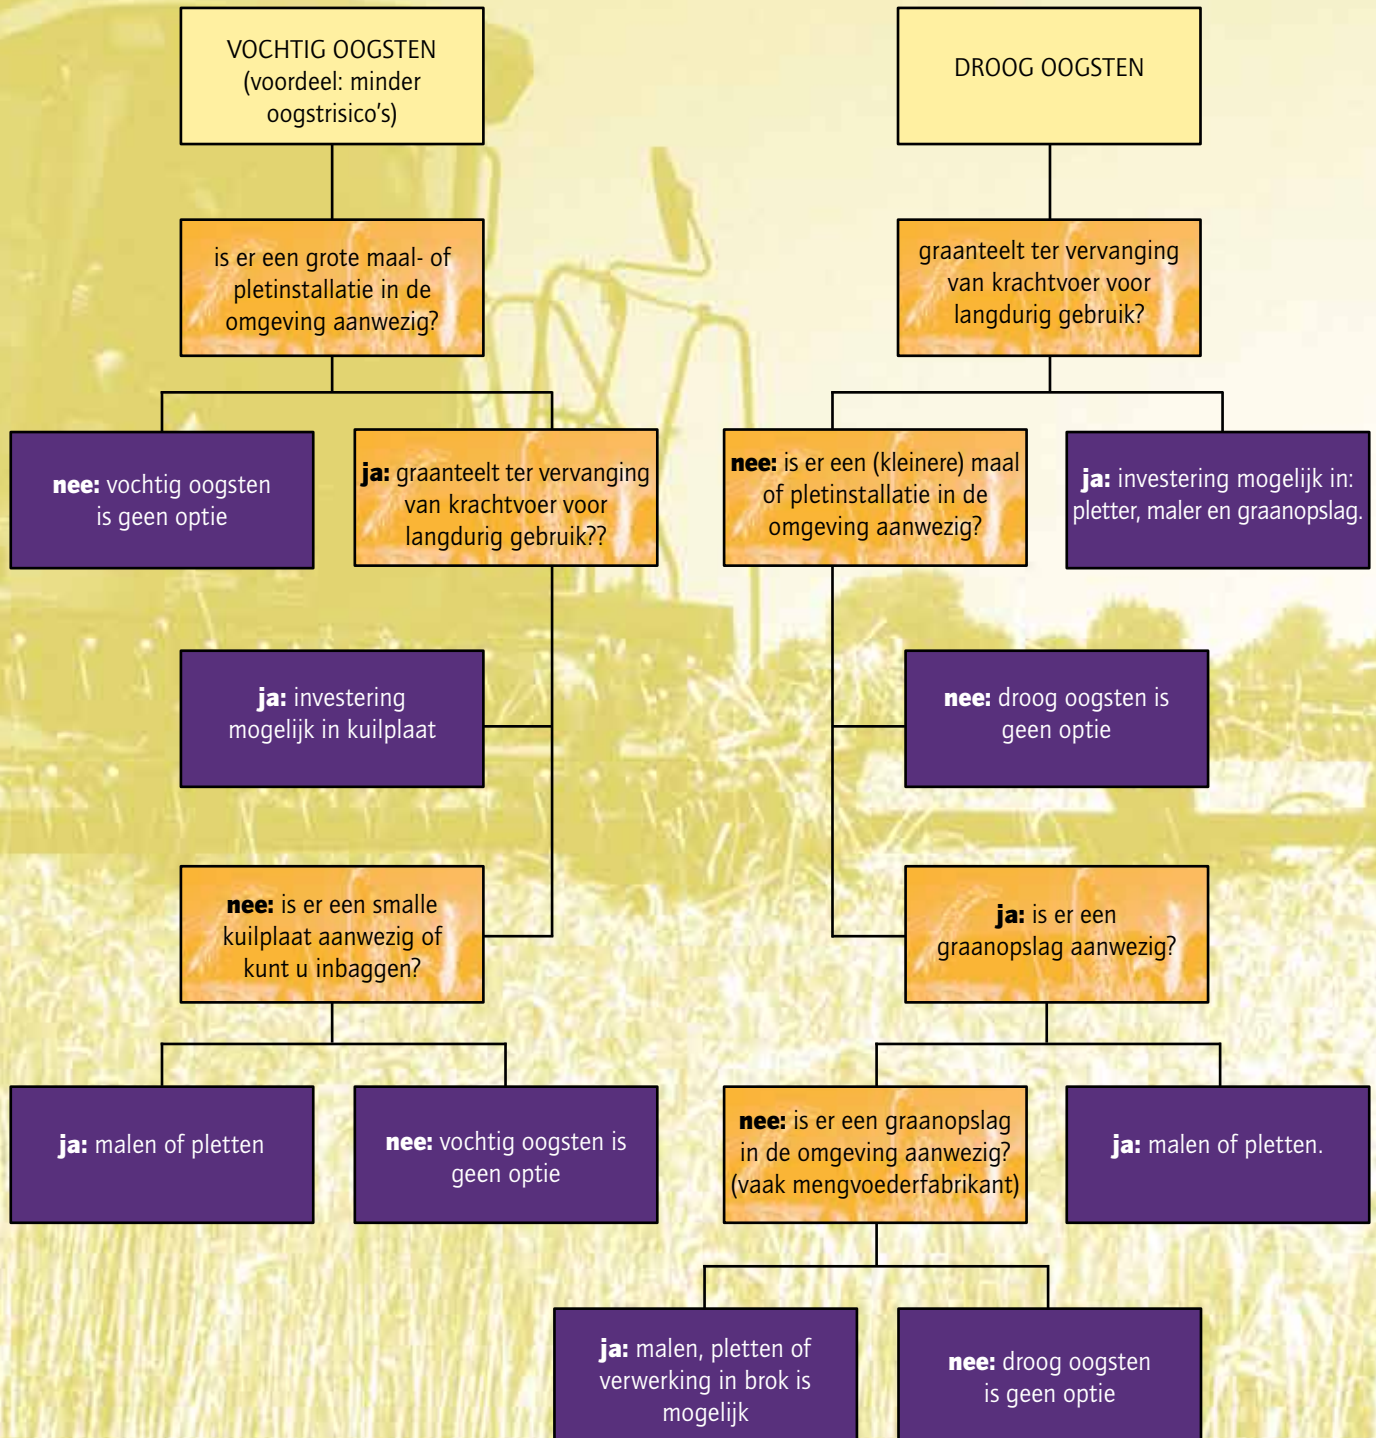 VOCHTIG OOGSTEN
(voordeel: minder
oogstrisico's)
DROOG OOGSTEN
is er een grote maal- of
pletinstallatie in de
omgeving aanwezig?
graanteelt ter vervanging
van krachtvoer voor
langdurig gebruik?
nee: vochtig oogsten
is geen optie
ja: graanteelt ter vervanging
van krachtvoer voor
langdurig gebruik??
nee: is er een (kleinere) maal
of pletinstallatie in de
omgeving aanwezig?
ja: investering mogelijk in:
pletter, maler en graanopslag.
ja: investering
mogelijk in kuilplaat
nee: droog oogsten is
geen optie
nee: is er een smalle
kuilplaat aanwezig of
kunt u inbaggen?
ja: is er een
graanopslag aanwezig?
ja: malen of pletten
nee: vochtig oogsten is
geen optie
nee: is er een graanopslag
in de omgeving aanwezig?
(vaak mengvoederfabrikant)
ja: malen of pletten.
ja: malen, pletten of
verwerking in brok is
mogelijk
nee: droog oogsten
is geen optie